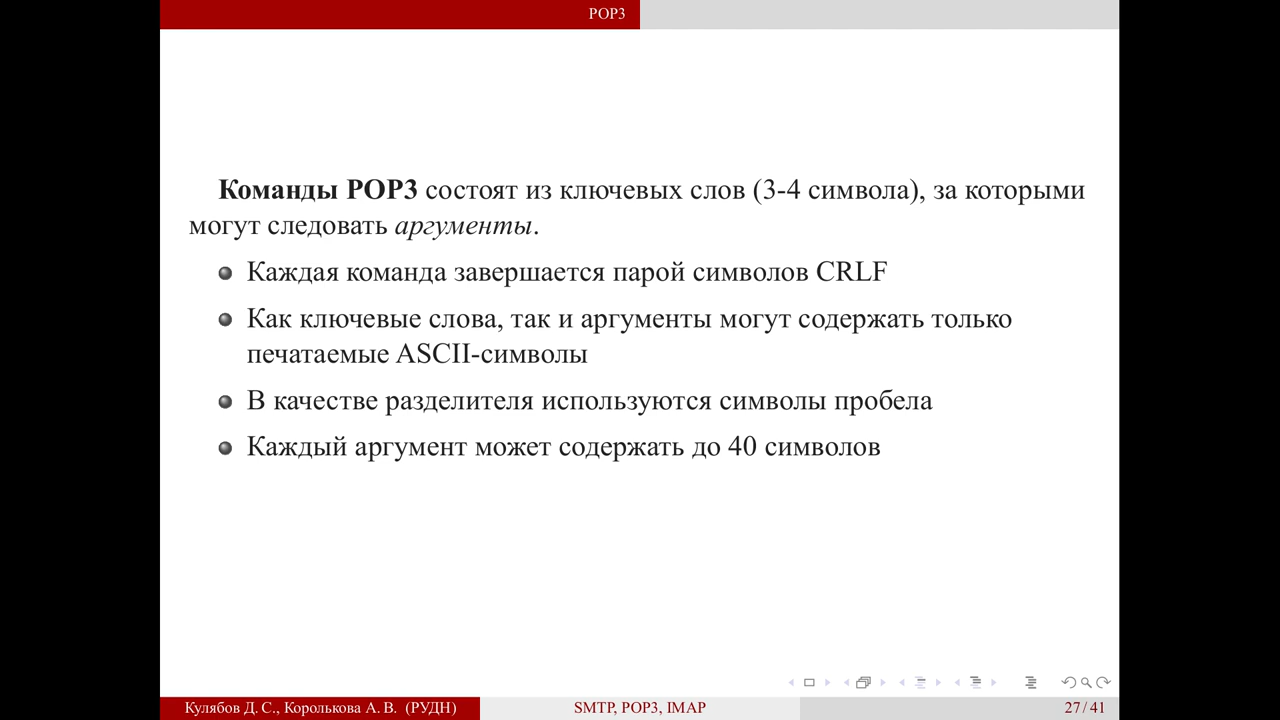 POP3
Команды POP3 состоят из ключевых слов (3-4 символа), за которыми
могут следовать аргументы.
Каждая команда завершается парой символов CRLF
Как ключевые слова, так и аргументы могут содержать только
печатаемые ASCII-символы
В качестве разделителя используются символы пробела
Каждый аргумент может содержать до 40 символов
Кулябов Д. С., Королькова А. В. (РУДН)
SMTP, POP3, IMAP
27 / 41